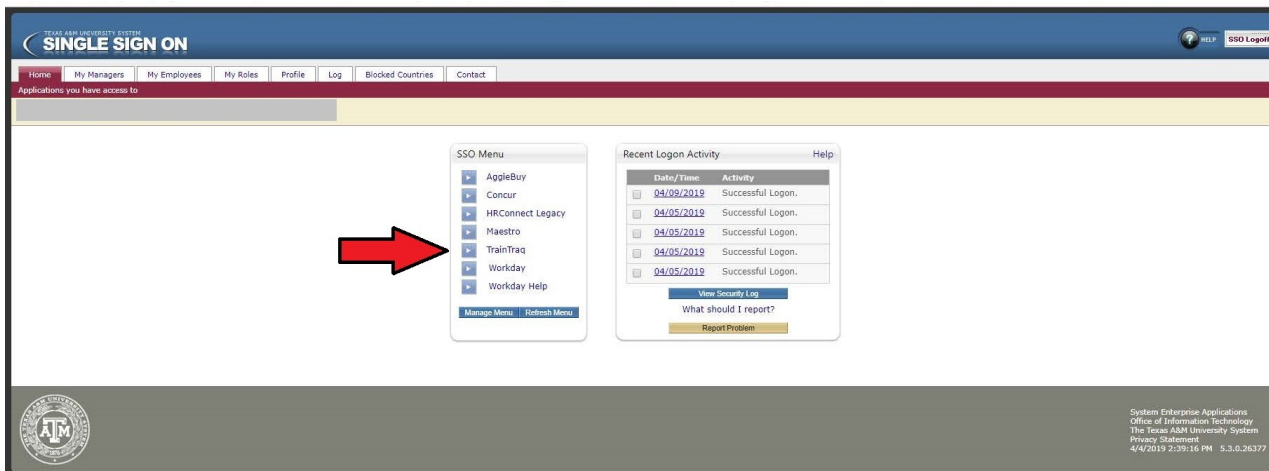 TEXAS A&M UNIVERSITY SYSTEM
SINGLE SIGN ON
HELP
SSO Logoff
Home My Managers My Employees My Roles Profile Log Blocked Countries Contact
Applications you have access to
SSO Menu
AggieBuy
Concur
HRConnect Legacy
Maestro
TrainTraq
Workday
Workday Help
Manage Menu Refresh Menu
Recent Logon Activity Help
Date/Time Activity
04/09/2019 Successful Logon.
04/05/2019 Successful Logon.
04/05/2019 Successful Logon.
04/05/2019 Successful Logon.
04/05/2019 Successful Logon.
View Security Log
What should I report?
Report Problem
ATM
1876
System Enterprise Applications
Office of Information Technology
The Texas A&M University System
Privacy Statement
4/4/2019 2:39:16 PM 5.3.0.26377